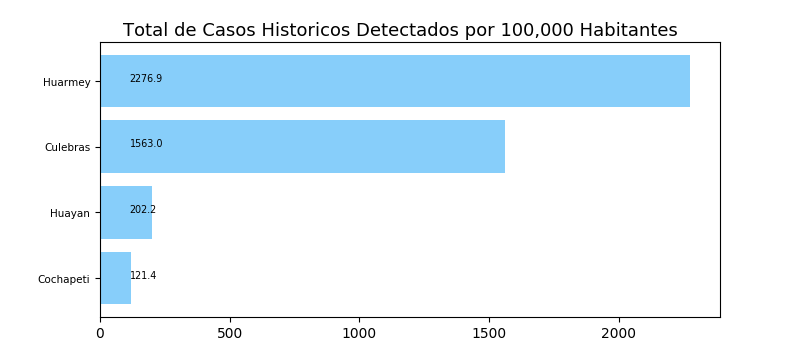 Total de Casos Historicos Detectados por 100,000 Habitantes
Huarmey 2276.9
Culebras 1563.0
Huayan 202.2
Cochapeti 121.4
0 500 1000 1500 2000